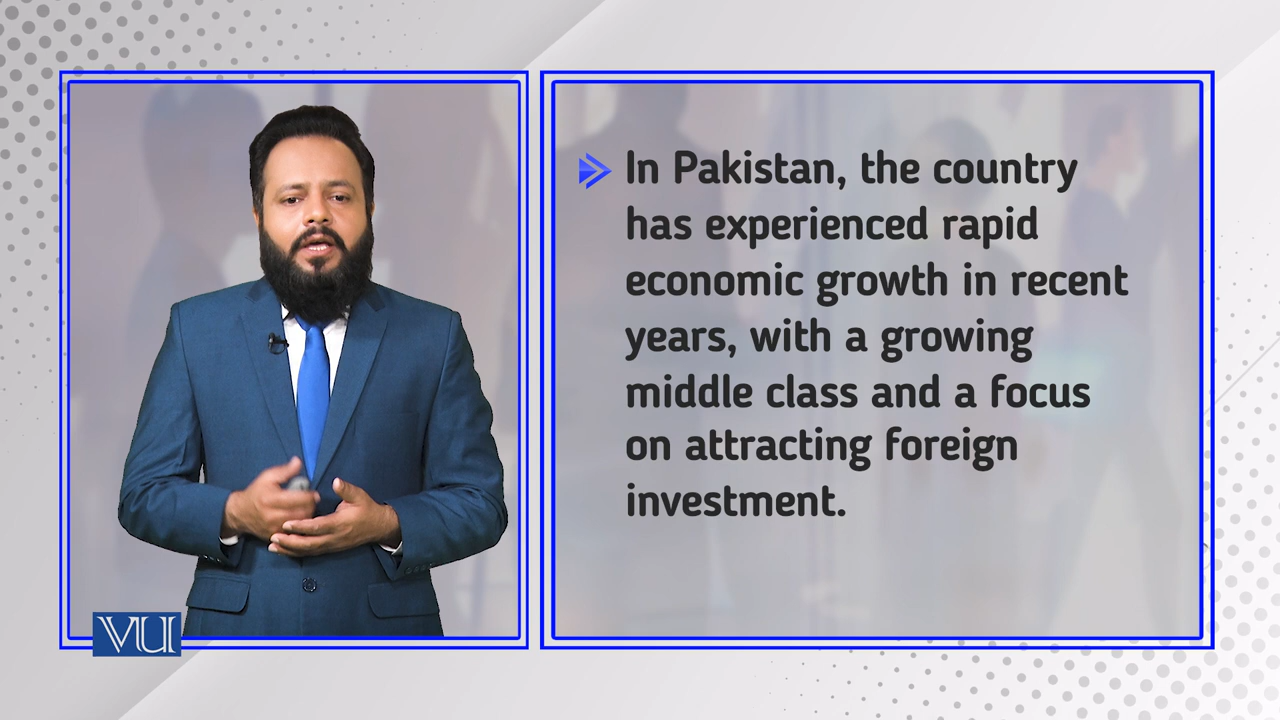 In Pakistan, the country
has experienced rapid
economic growth in recent
years, with a growing
middle class and a focus
on attracting foreign
investment.
VU